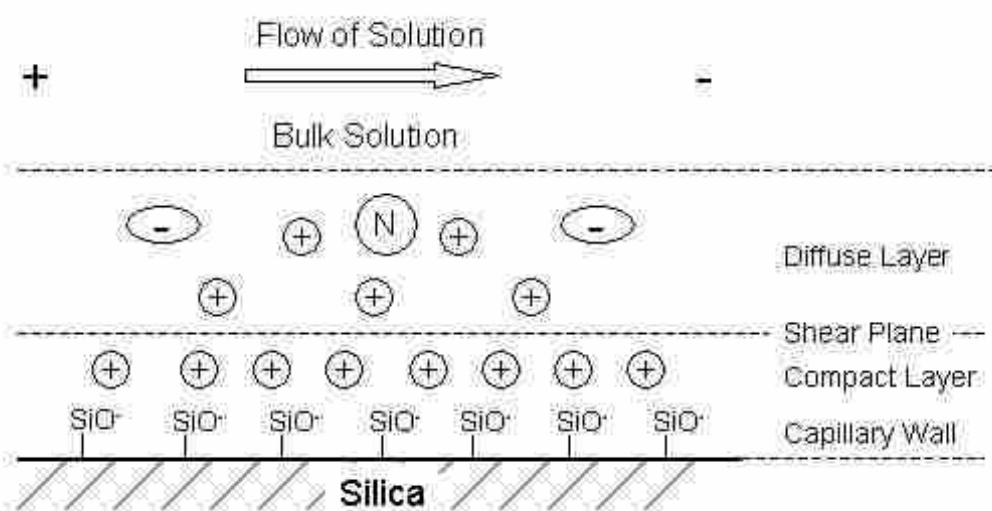 Flow of Solution
+ -
Bulk Solution
- + N + -
Diffuse Layer
+ + +
Shear Plane
+ + + + + + + +
Compact Layer
SiO- SiO- SiO- SiO- SiO- SiO- SiO-
Capillary Wall
Silica